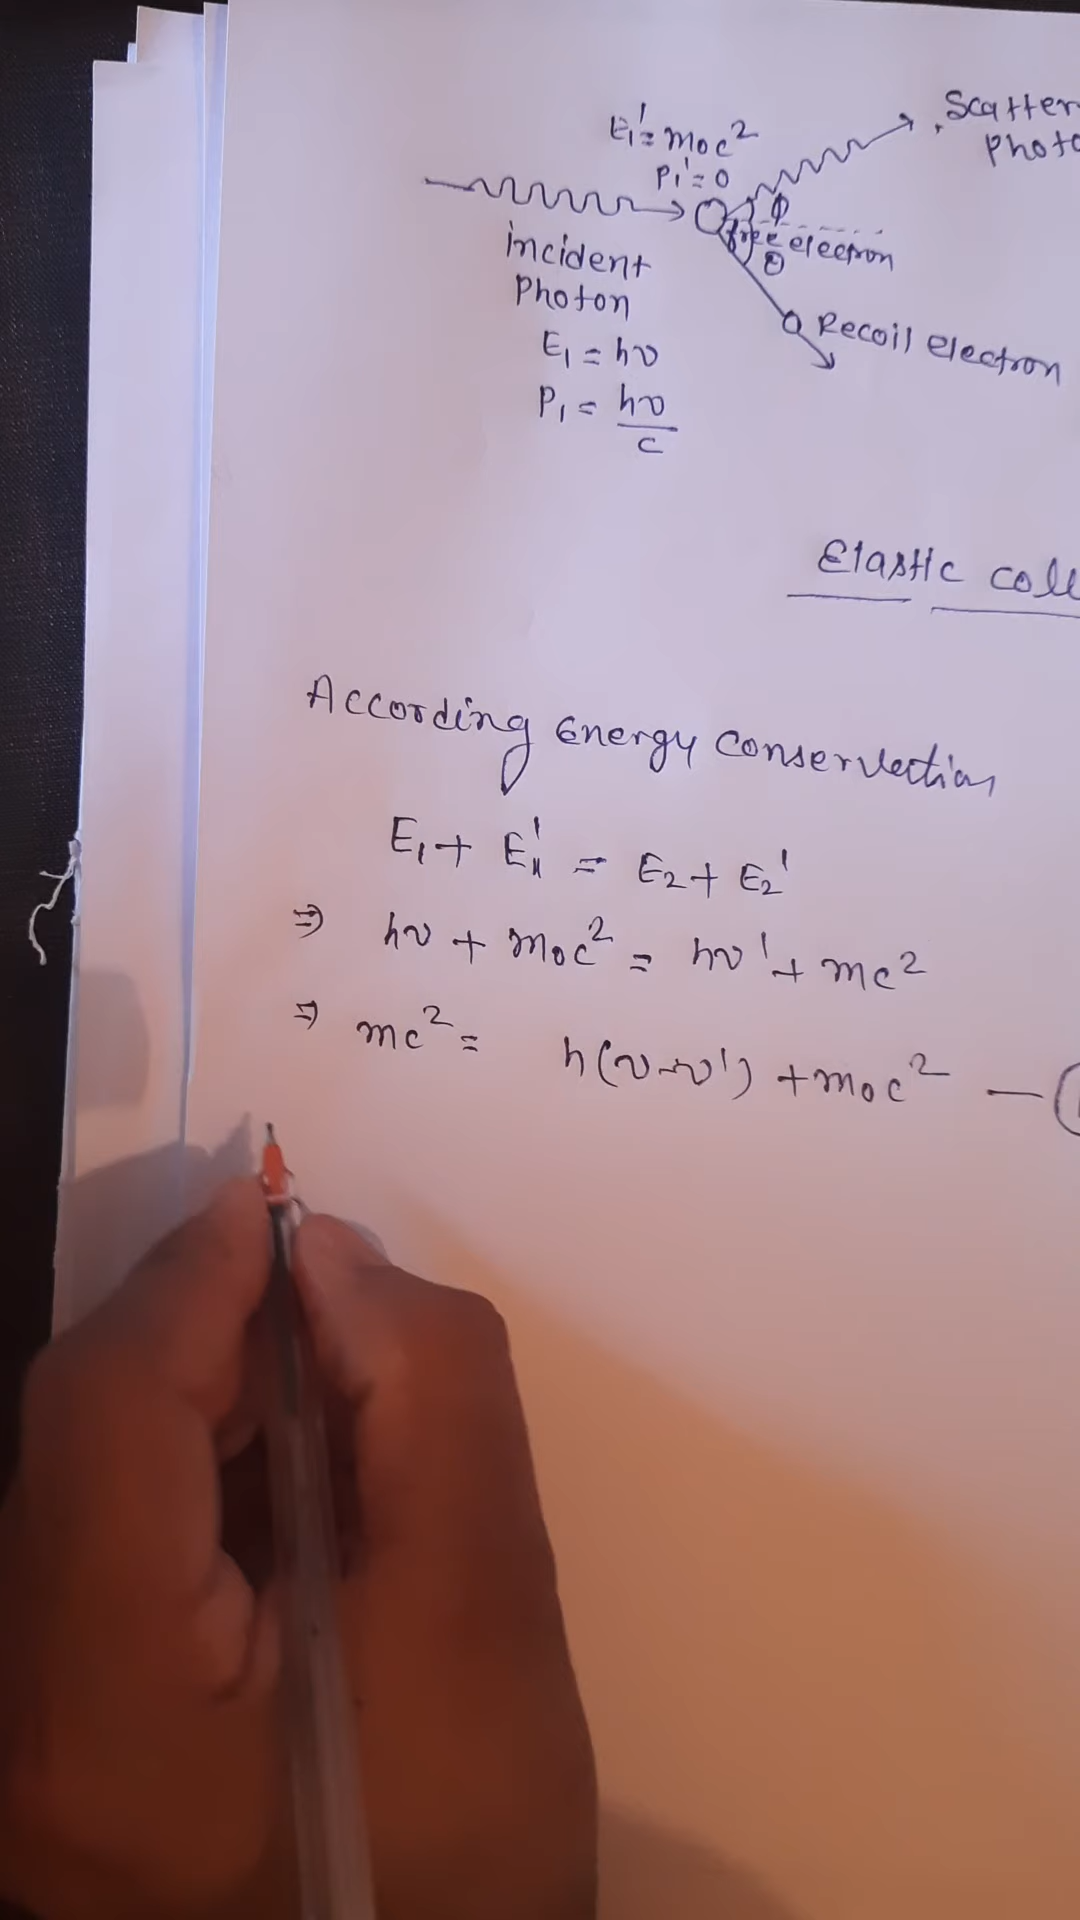 E₁' = m₀c²
P₁' = 0
Scatter
Photo
ϕ
free electron
θ
incident
Photon
E₁ = hν
P₁ = hν/c
Recoil electron
Elastic coll
According Energy Conservation
E₁ + E₁' = E₂ + E₂'
⇒ hν + m₀c² = hν' + mc²
⇒ mc² = h(ν-ν') + m₀c² —